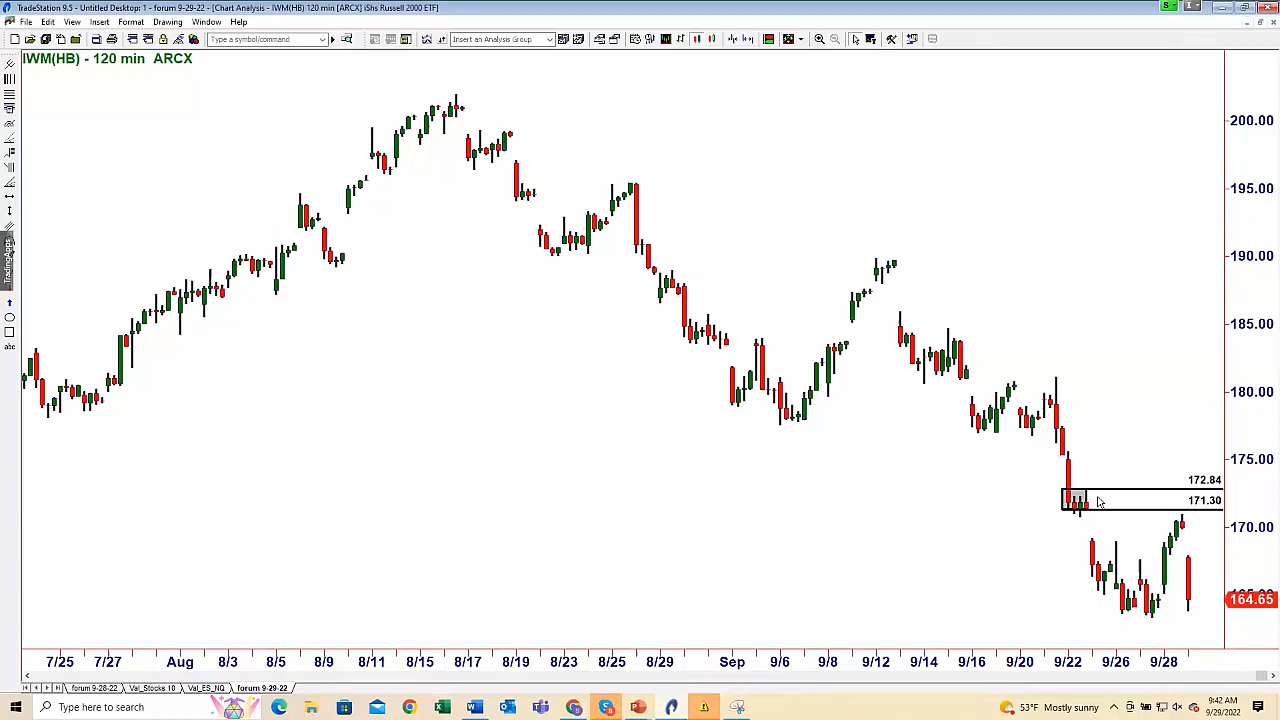 TradeStation 9.5 - Untitled Desktop: 1 - forum 9-29-22 - [Chart Analysis - IWM(HB) 120 min [ARCX] iShs Russell 2000 ETF]
File Edit View Insert Format Drawing Window Help
Type a symbol/command
Insert an Analysis Group
IWM(HB) - 120 min ARCX
TradingApps
abc
200.00
195.00
190.00
185.00
180.00
175.00
172.84
171.30
170.00
164.65
7/25 7/27 Aug 8/3 8/5 8/9 8/11 8/15 8/17 8/19 8/23 8/25 8/29 Sep 9/6 9/8 9/12 9/14 9/16 9/20 9/22 9/26 9/28
forum 9-28-22 Val_Stocks 10 Val_ES_NQ forum 9-29-22
Type here to search
53°F Mostly sunny
9:42 AM
9/29/2022